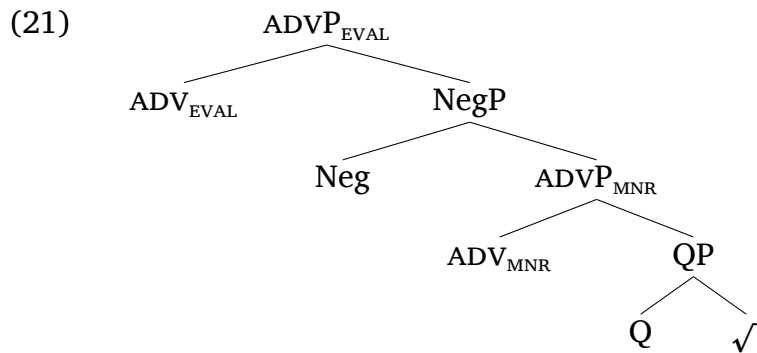 (21) ADVP_EVAL
ADV_EVAL NegP
Neg ADVP_MNR
ADV_MNR QP
Q √